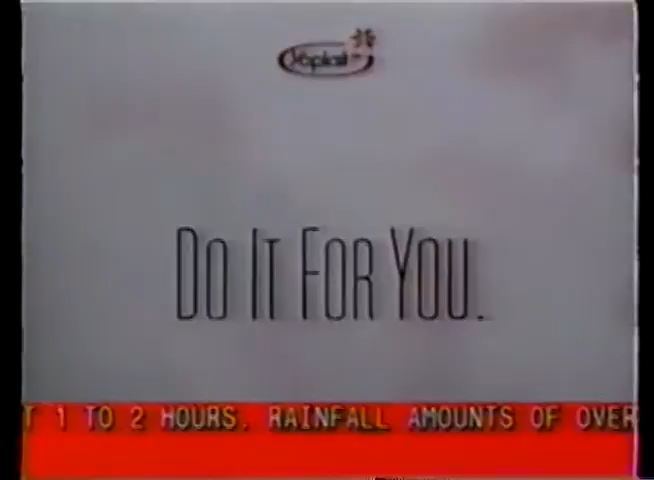 Yoplait
DO IT FOR YOU.
T 1 TO 2 HOURS. RAINFALL AMOUNTS OF OVER